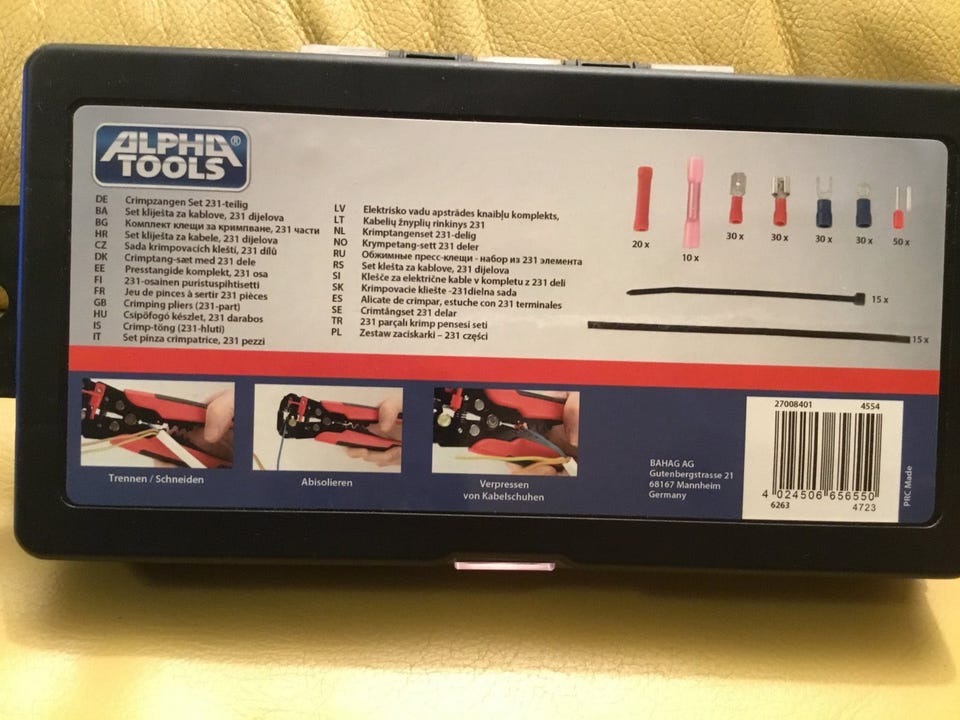 ALPHA®
TOOLS
DE Crimpzangen Set 231-teilig
BA Set kliješta za kablove, 231 dijelova
BG Комплект клещи за кримпване, 231 части
HR Set kliješta za kabele, 231 dijelova
CZ Sada krimpovacích kleští, 231 dílů
DK Crimptang-sæt med 231 dele
EE Presstangide komplekt, 231 osa
FI 231-osainen puristuspihtisetti
FR Jeu de pinces à sertir 231 pièces
GB Crimping pliers (231-part)
HU Csípőfogó készlet, 231 darabos
IS Crimp-töng (231-hluti)
IT Set pinza crimpatrice, 231 pezzi
LV Elektrisko vadu apstrādes knaibļu komplekts,
LT Kabelių žnyplių rinkinys 231
NL Krimptangenset 231-delig
NO Krympetang-sett 231 deler
RU Обжимные пресс-клещи - набор из 231 элемента
RS Set klešta za kablove, 231 dijelova
SI Klešče za električne kable v kompletu z 231 deli
SK Krimpovacie kliešte -231dielna sada
ES Alicate de crimpar, estuche con 231 terminales
SE Crimtångset 231 delar
TR 231 parçali krimp pensesi seti
PL Zestaw zaciskarki – 231 części
20 x
10 x
30 x
30 x
30 x
30 x
50 x
15 x
15 x
Trennen / Schneiden
Abisolieren
Verpressen
von Kabelschuhen
BAHAG AG
Gutenbergstrasse 21
68167 Mannheim
Germany
27008401 4554
4 024506 656550
6263 4723
PRC Made